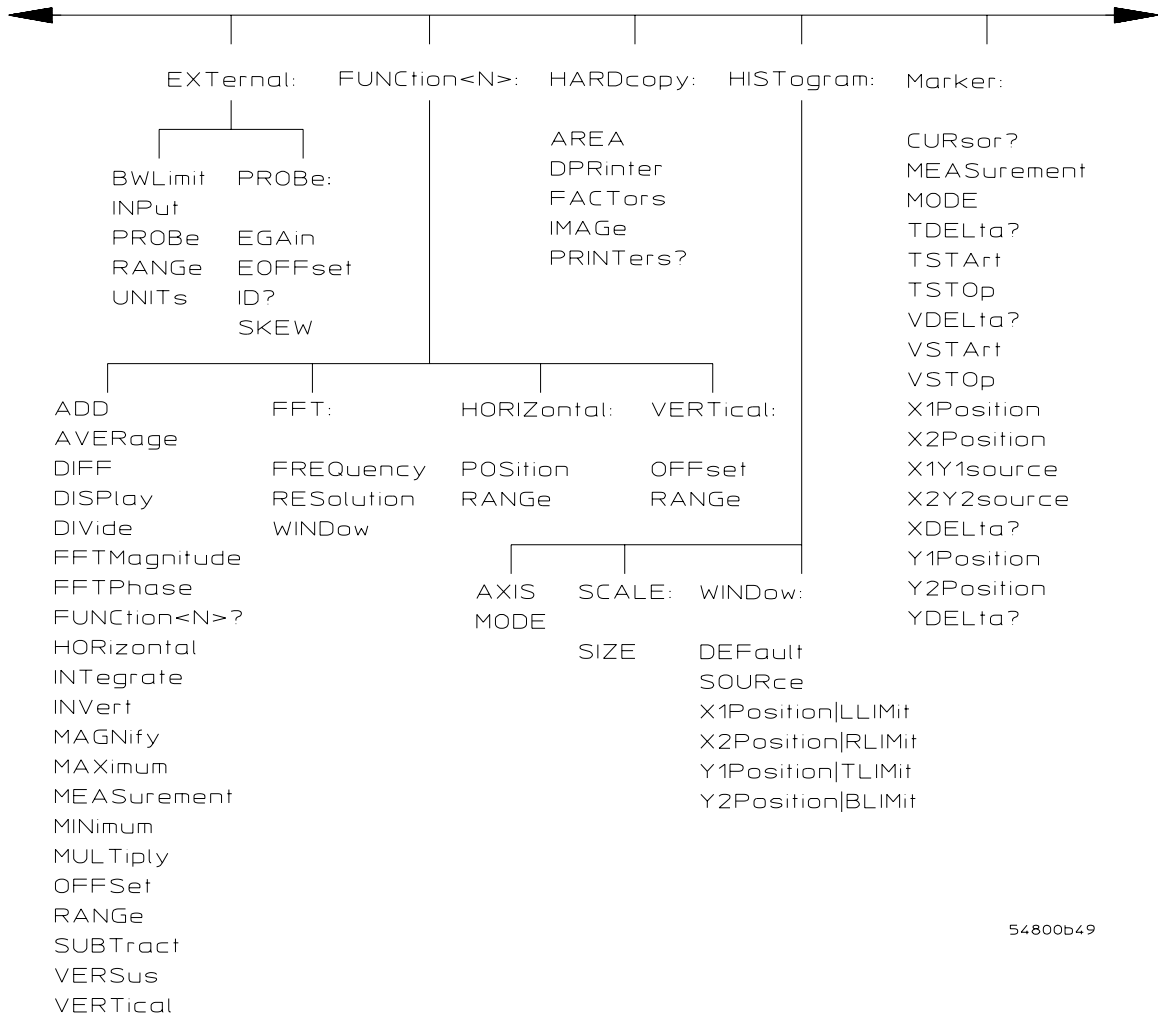 EXTernal:
FUNCtion<N>:
HARDcopy:
HISTogram:
Marker:
BWLimit
INPut
PROBe
RANGe
UNITs
PROBe:
EGAin
EOFFset
ID?
SKEW
AREA
DPRinter
FACTors
IMAGe
PRINTers?
CURsor?
MEASurement
MODE
TDELta?
TSTArt
TSTOp
VDELta?
VSTArt
VSTOp
X1Position
X2Position
X1Y1source
X2Y2source
XDELta?
Y1Position
Y2Position
YDELta?
ADD
AVERage
DIFF
DISPlay
DIVide
FFTMagnitude
FFTPhase
FUNCtion<N>?
HORizontal
INTegrate
INVert
MAGNify
MAXimum
MEASurement
MINimum
MULTiply
OFFSet
RANGe
SUBTract
VERSus
VERTical
FFT:
FREQuency
RESolution
WINDow
HORIZontal:
POSition
RANGe
VERTical:
OFFset
RANGe
AXIS
MODE
SCALE:
SIZE
WINDow:
DEFault
SOURce
X1Position|LLIMit
X2Position|RLIMit
Y1Position|TLIMit
Y2Position|BLIMit
54800b49